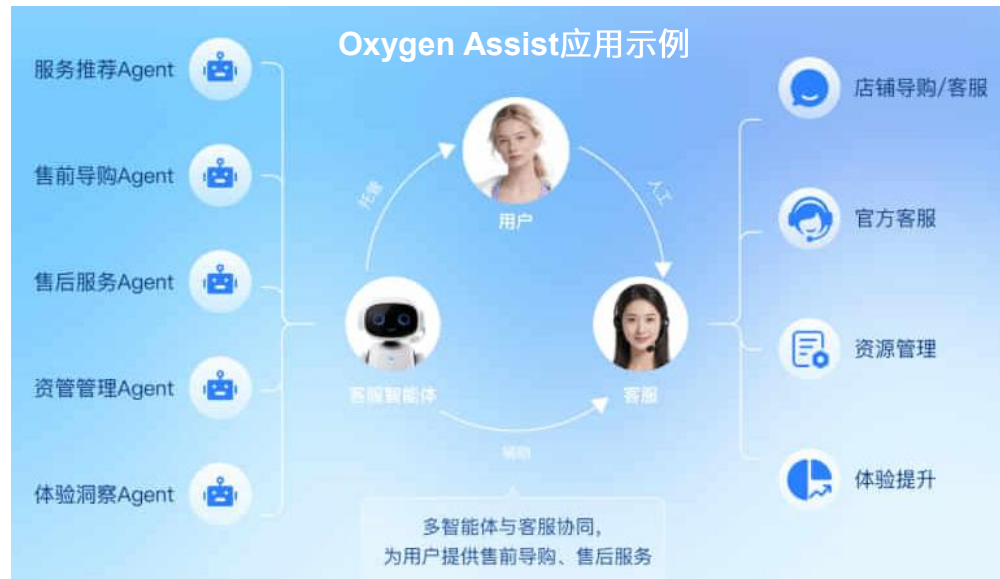 Oxygen Assist应用示例
服务推荐Agent
售前导购Agent
售后服务Agent
资管管理Agent
体验洞察Agent
托管
用户
人工
客服智能体
客服
辅助
多智能体与客服协同，
为用户提供售前导购、售后服务
店铺导购/客服
官方客服
资源管理
体验提升